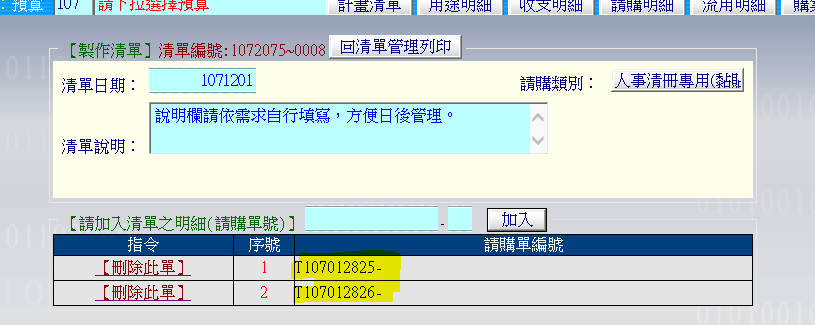 ：預算 107 請下拉選擇預算 計畫清單 用途明細 收支明細 請購明細 流用明細 購案
【製作清單】清單編號:1072075~0008 回清單管理列印
清單日期： 1071201 請購類別： 人事清冊專用(黏貼
說明欄請依需求自行填寫，方便日後管理。
清單說明：
【請加入清單之明細(請購單號)】 - 加入
指令 序號 請購單編號
【刪除此單】 1 T107012825-
【刪除此單】 2 T107012826-